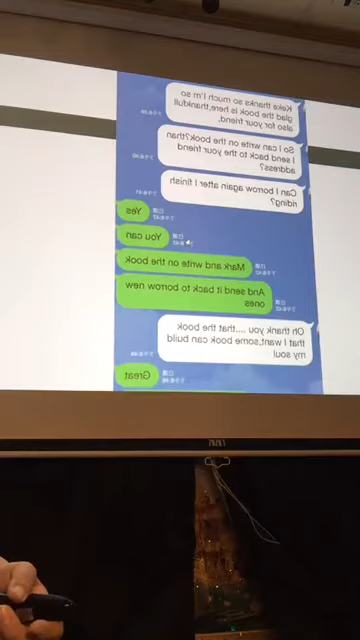 Keke thanks so much I'm so
glad the book is here,thankful!
also for your friend,
So I can write on the book?than
I send back to the your friend
address?
Can I borrow again after I finish
riding?
Yes
You can
Mark and write on the book
And send it back to borrow new
ones
Oh thank you ....that the book
that I want,some book can build
my soul
Great